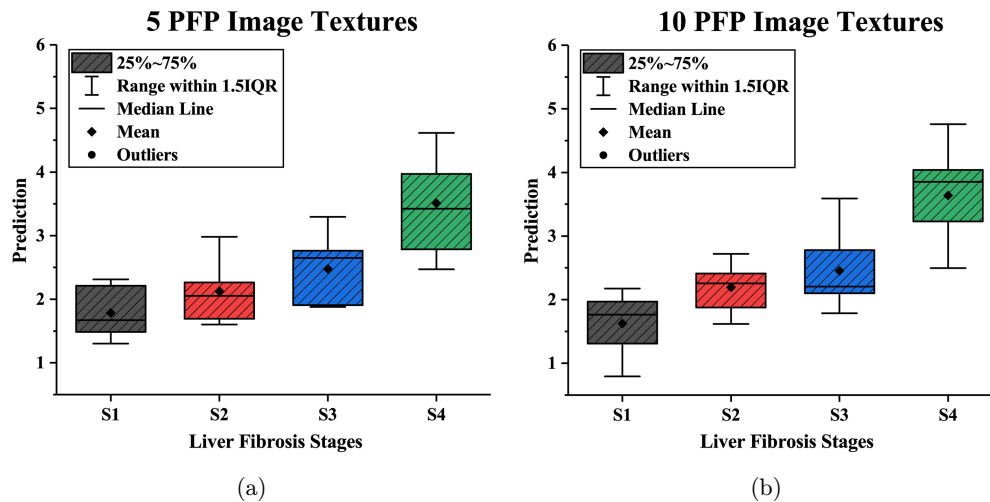 5 PFP Image Textures
6
5
4
3
2
1
Prediction
25%~75%
Range within 1.5IQR
Median Line
Mean
Outliers
S1 S2 S3 S4
Liver Fibrosis Stages
(a)
10 PFP Image Textures
6
5
4
3
2
1
Prediction
25%~75%
Range within 1.5IQR
Median Line
Mean
Outliers
S1 S2 S3 S4
Liver Fibrosis Stages
(b)